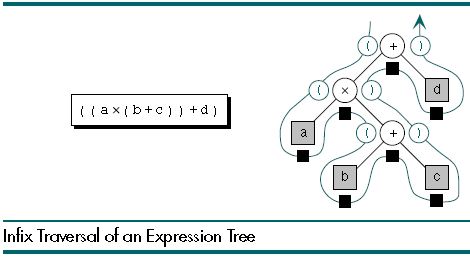 ( + )
( × )
d
((a×(b+c))+d)
a
( + )
b
c
Infix Traversal of an Expression Tree